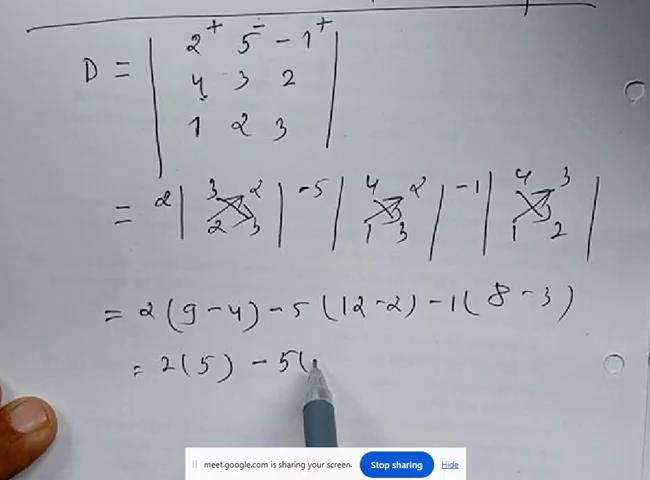 D = | 2⁺ 5⁻ -1⁺ |
| 4 3 2 |
| 1 2 3 |
= 2 | 3 2 | -5 | 4 2 | -1 | 4 3 |
| 2 3 | | 1 3 | | 1 2 |
= 2(9-4) -5(12-2) -1(8-3)
= 2(5) - 5(
meet.google.com is sharing your screen. Stop sharing Hide